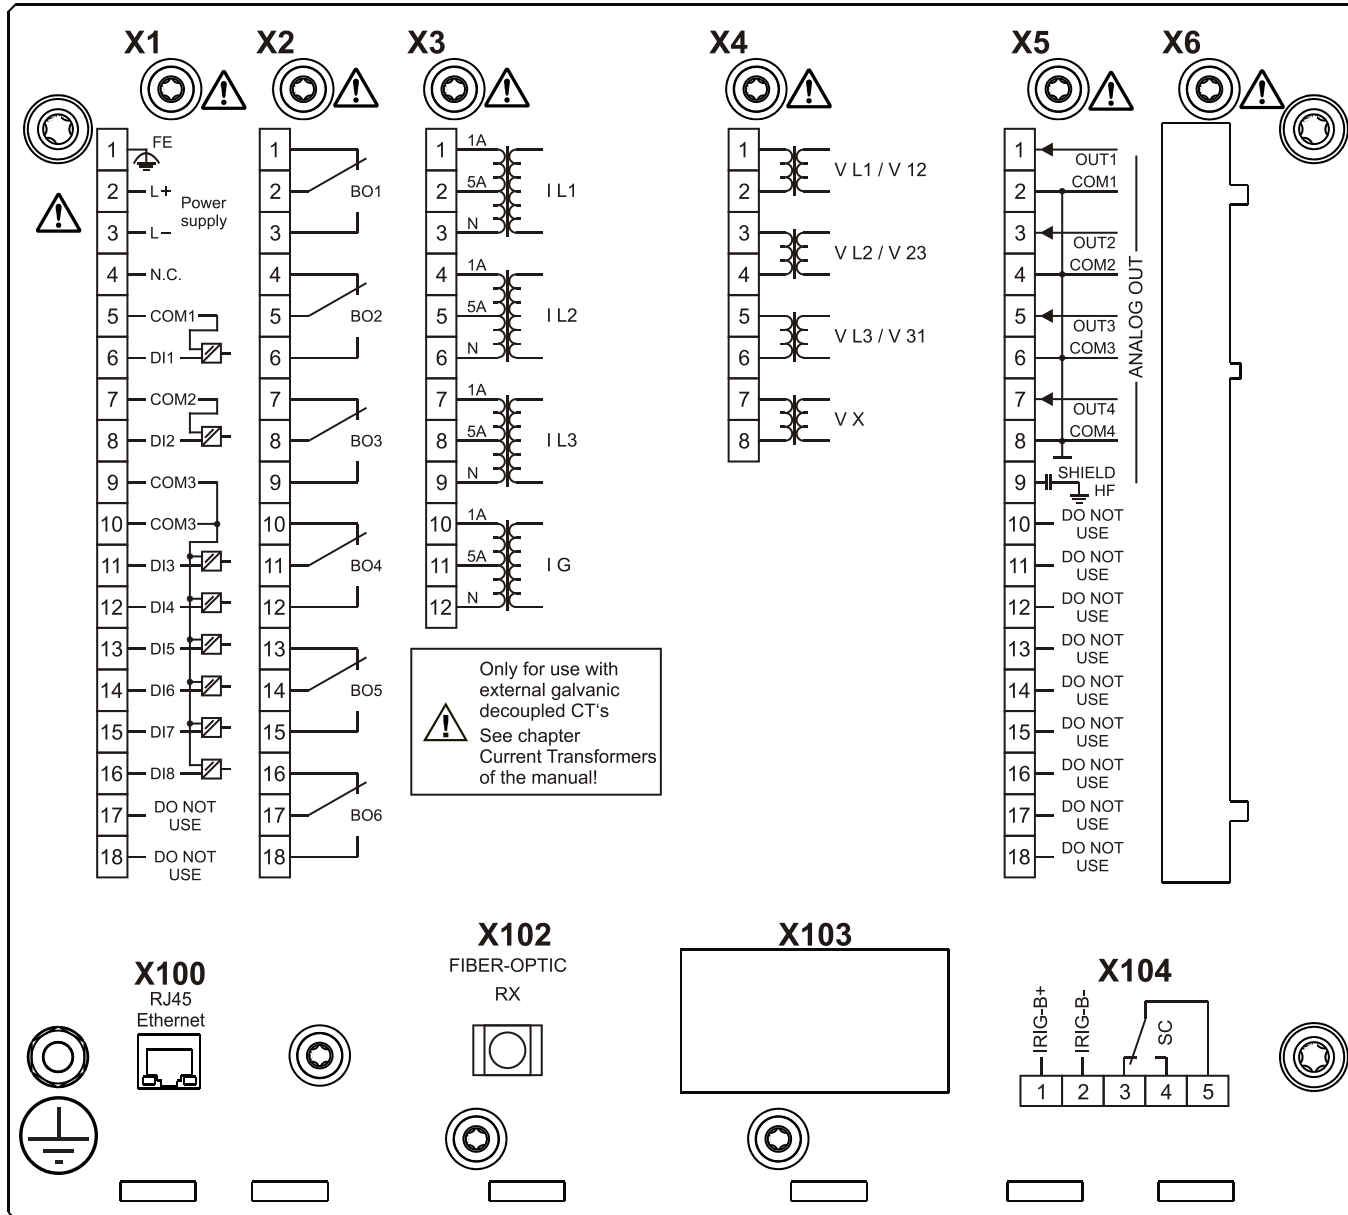 X1
X2
X3
X4
X5
X6
1
FE
2
L+
Power
supply
3
L−
4
N.C.
5
COM1
6
DI1
7
COM2
8
DI2
9
COM3
10
COM3
11
DI3
12
DI4
13
DI5
14
DI6
15
DI7
16
DI8
17
DO NOT
USE
18
DO NOT
USE
1
2
BO1
3
4
5
BO2
6
7
8
BO3
9
10
11
BO4
12
13
14
BO5
15
16
17
BO6
18
1
1A
2
5A
I L1
3
N
4
1A
5
5A
I L2
6
N
7
1A
8
5A
I L3
9
N
10
1A
11
5A
I G
12
N
Only for use with
external galvanic
decoupled CT‘s
See chapter
Current Transformers
of the manual!
1
V L1 / V 12
2
3
V L2 / V 23
4
5
V L3 / V 31
6
7
V X
8
1
OUT1
2
COM1
3
OUT2
4
COM2
5
OUT3
6
COM3
7
OUT4
8
COM4
ANALOG OUT
9
SHIELD
HF
10
DO NOT
USE
11
DO NOT
USE
12
DO NOT
USE
13
DO NOT
USE
14
DO NOT
USE
15
DO NOT
USE
16
DO NOT
USE
17
DO NOT
USE
18
DO NOT
USE
X100
RJ45
Ethernet
X102
FIBER-OPTIC
RX
X103
X104
IRIG-B+
IRIG-B-
SC
1
2
3
4
5